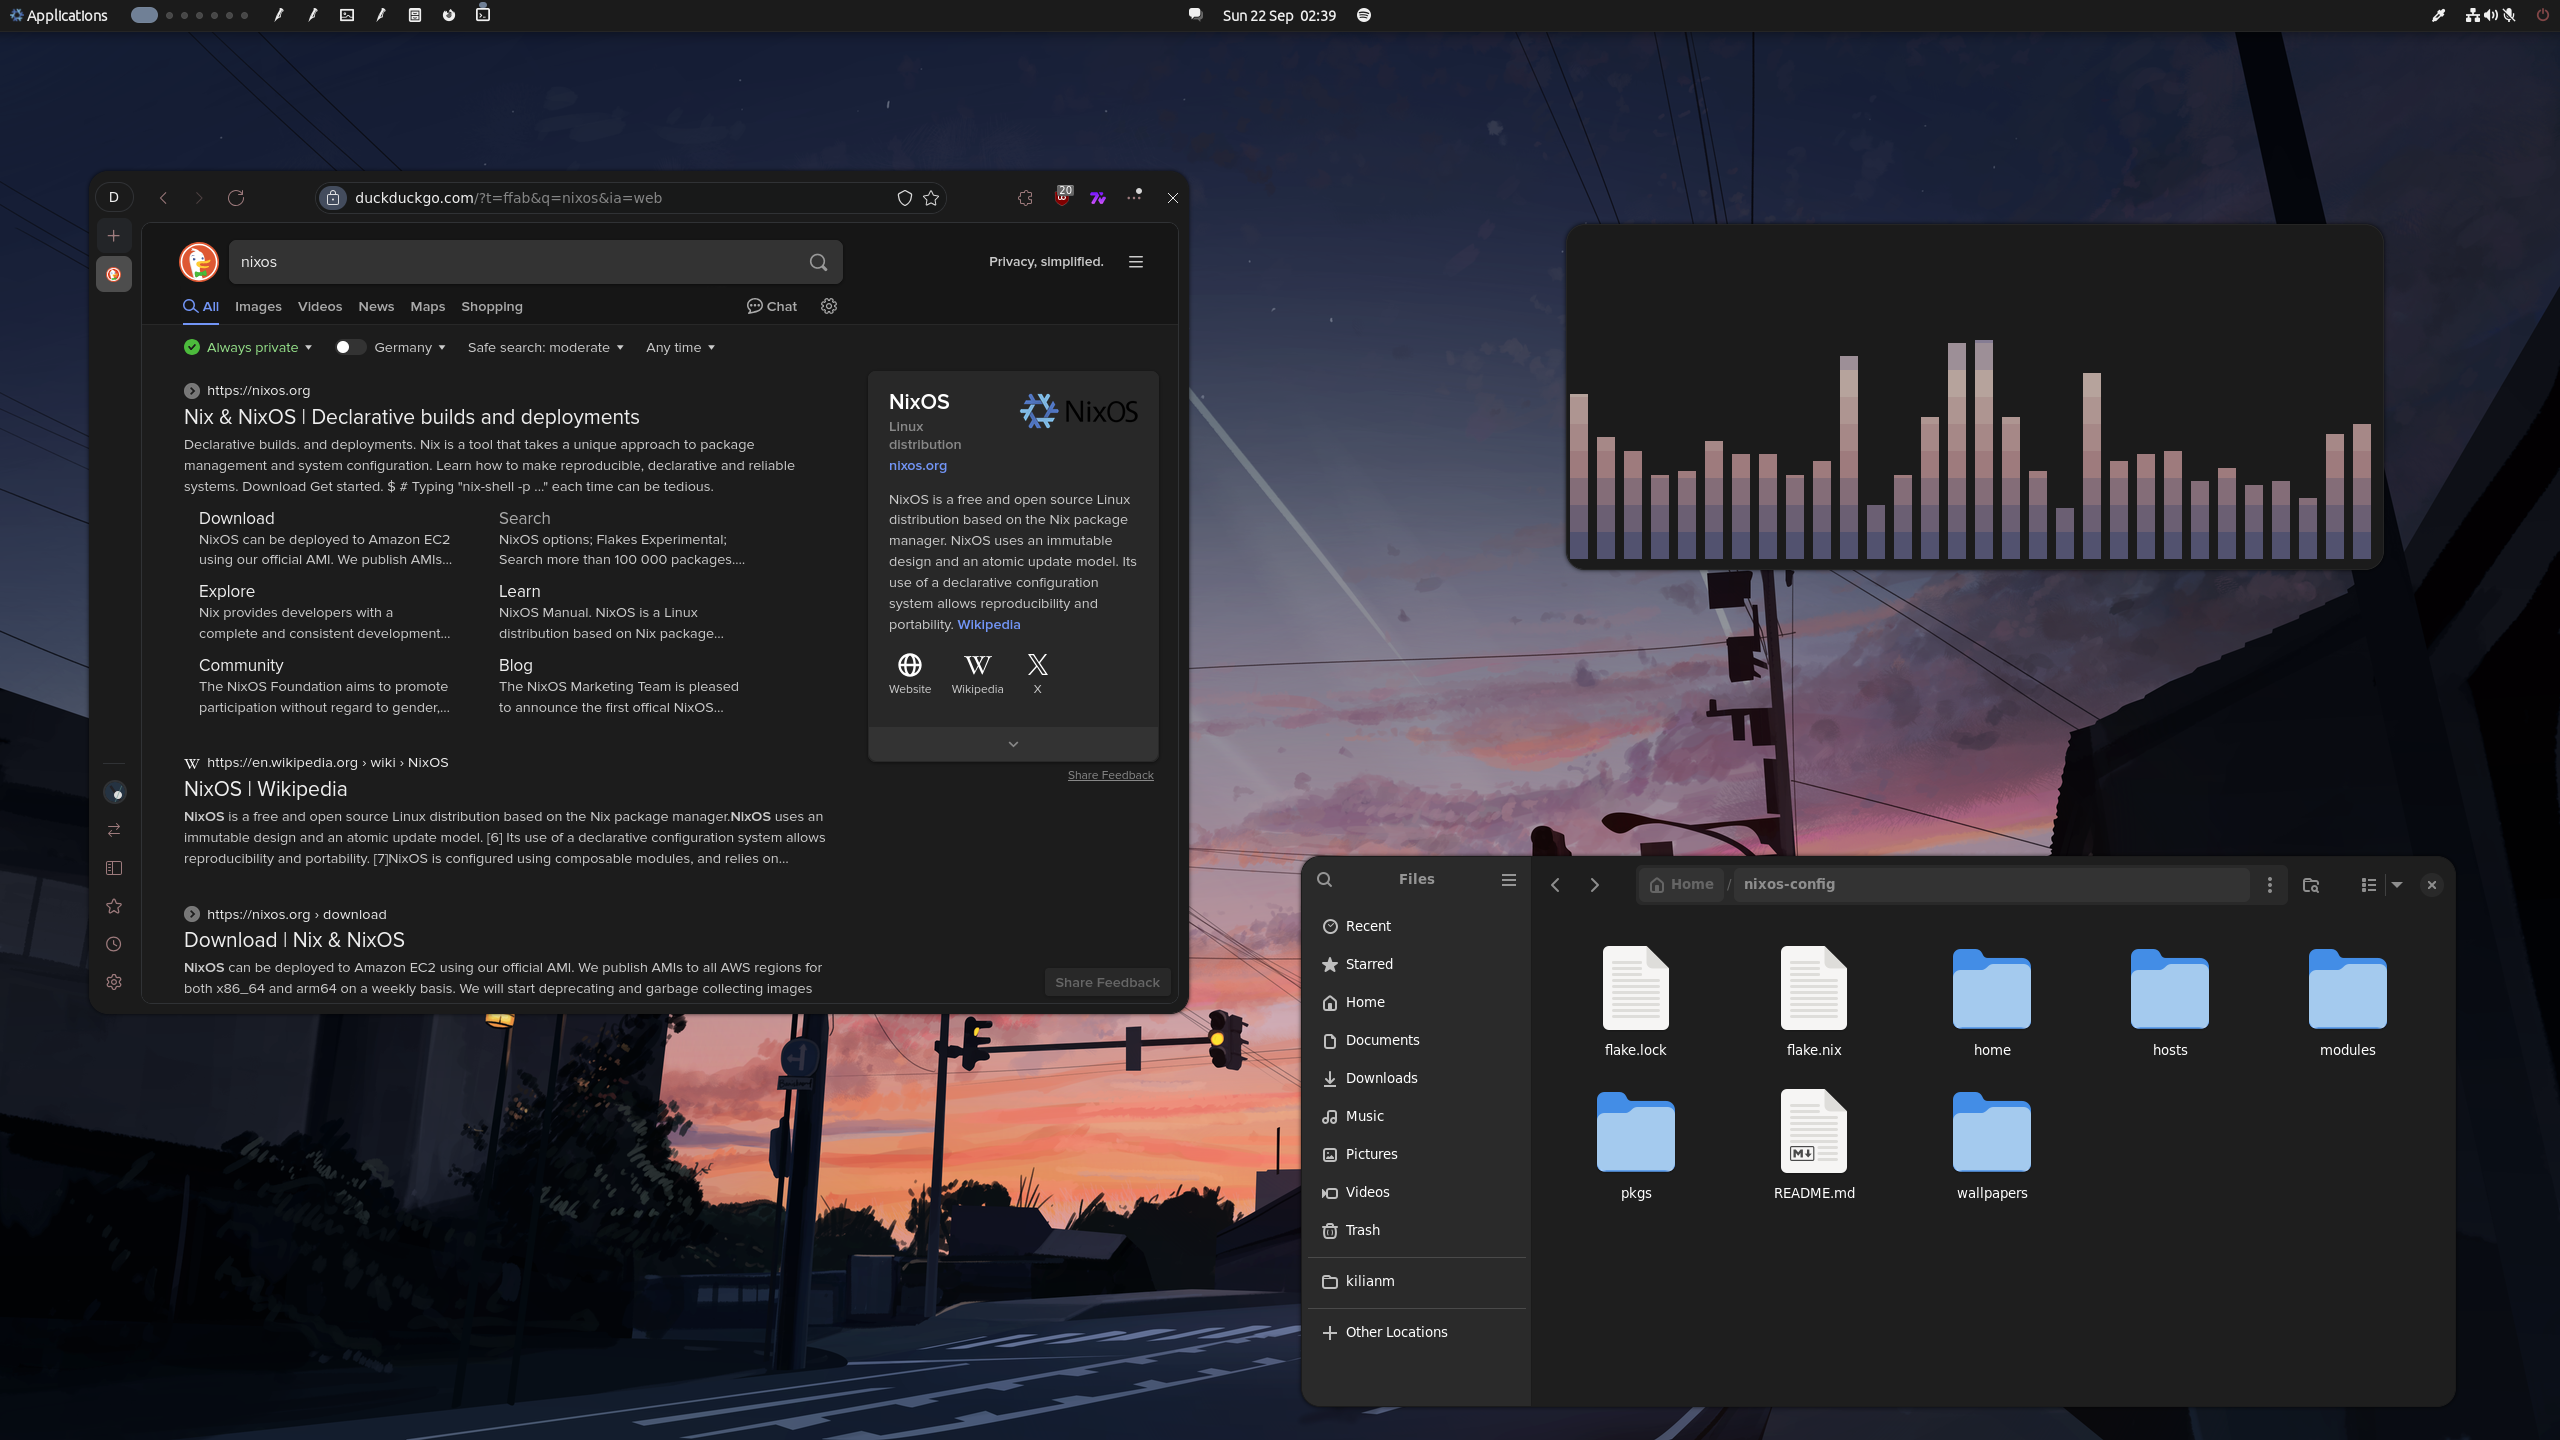 Applications
Sun 22 Sep 02:39
D
duckduckgo.com/?t=ffab&q=nixos&ia=web
20
nixos
Privacy, simplified.
All Images Videos News Maps Shopping Chat
Always private Germany Safe search: moderate Any time
https://nixos.org
Nix & NixOS | Declarative builds and deployments
Declarative builds. and deployments. Nix is a tool that takes a unique approach to package
management and system configuration. Learn how to make reproducible, declarative and reliable
systems. Download Get started. $ # Typing "nix-shell -p ..." each time can be tedious.
Download
NixOS can be deployed to Amazon EC2
using our official AMI. We publish AMIs...
Search
NixOS options; Flakes Experimental;
Search more than 100 000 packages....
Explore
Nix provides developers with a
complete and consistent development...
Learn
NixOS Manual. NixOS is a Linux
distribution based on Nix package...
Community
The NixOS Foundation aims to promote
participation without regard to gender,...
Blog
The NixOS Marketing Team is pleased
to announce the first offical NixOS...
https://en.wikipedia.org › wiki › NixOS
NixOS | Wikipedia
NixOS is a free and open source Linux distribution based on the Nix package manager.NixOS uses an
immutable design and an atomic update model. [6] Its use of a declarative configuration system allows
reproducibility and portability. [7]NixOS is configured using composable modules, and relies on...
https://nixos.org › download
Download | Nix & NixOS
NixOS can be deployed to Amazon EC2 using our official AMI. We publish AMIs to all AWS regions for
both x86_64 and arm64 on a weekly basis. We will start deprecating and garbage collecting images
NixOS
Linux
distribution
nixos.org
NixOS
NixOS is a free and open source Linux
distribution based on the Nix package
manager. NixOS uses an immutable
design and an atomic update model. Its
use of a declarative configuration
system allows reproducibility and
portability. Wikipedia
Website Wikipedia X
Share Feedback
Share Feedback
Files
Home / nixos-config
Recent
Starred
Home
Documents
Downloads
Music
Pictures
Videos
Trash
kilianm
Other Locations
flake.lock flake.nix home hosts modules
M
pkgs README.md wallpapers